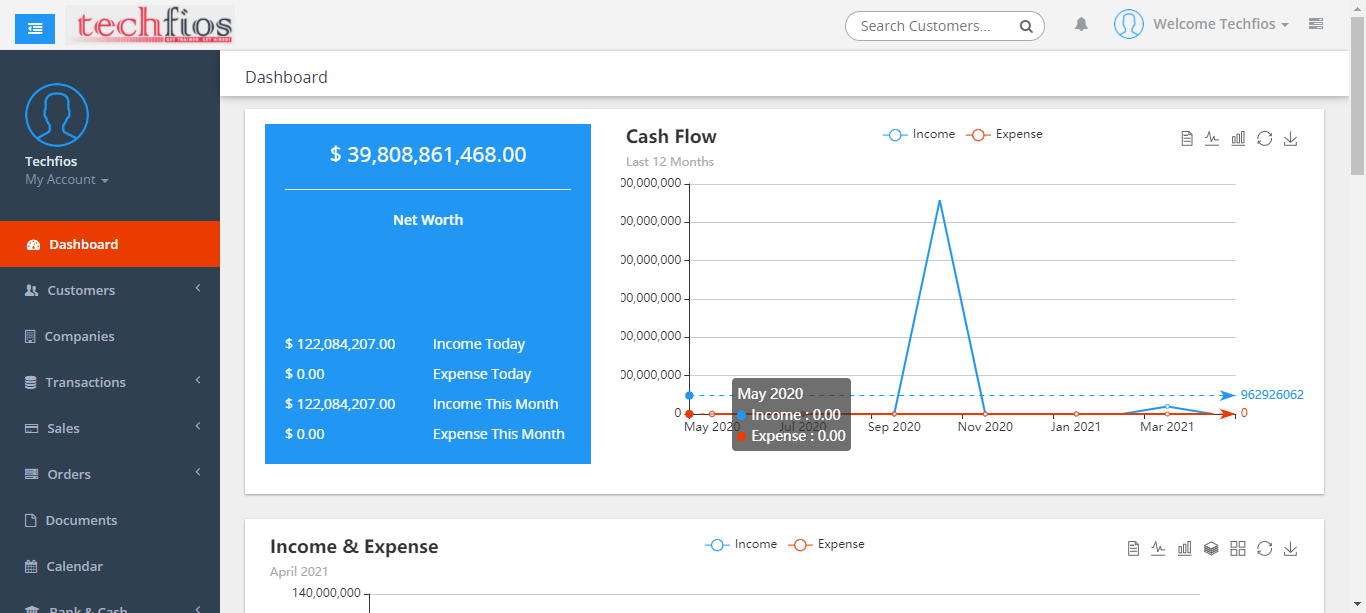 techfios
GET TRAINED. GET HIRED!
Search Customers...
Welcome Techfios
Techfios
My Account
Dashboard
Customers
Companies
Transactions
Sales
Orders
Documents
Calendar
Bank & Cash
Dashboard
$ 39,808,861,468.00
Net Worth
$ 122,084,207.00 Income Today
$ 0.00 Expense Today
$ 122,084,207.00 Income This Month
$ 0.00 Expense This Month
Cash Flow
Last 12 Months
Income Expense
00,000,000
00,000,000
00,000,000
00,000,000
00,000,000
00,000,000
0
962926062
0
May 2020
Income : 0.00
Expense : 0.00
May 2020 Jul 2020 Sep 2020 Nov 2020 Jan 2021 Mar 2021
Income & Expense
April 2021
Income Expense
140,000,000